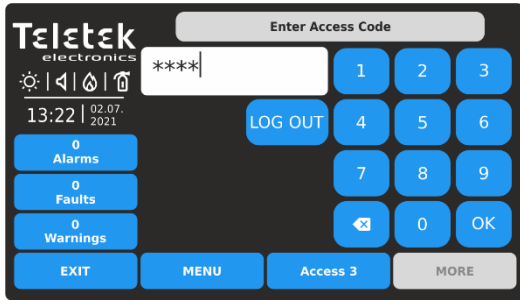 Teletek
electronics
Enter Access Code
****
1 2 3
13:22 02.07.
2021
LOG OUT
4 5 6
0
Alarms
7 8 9
0
Faults
0
Warnings
0 OK
EXIT
MENU
Access 3
MORE